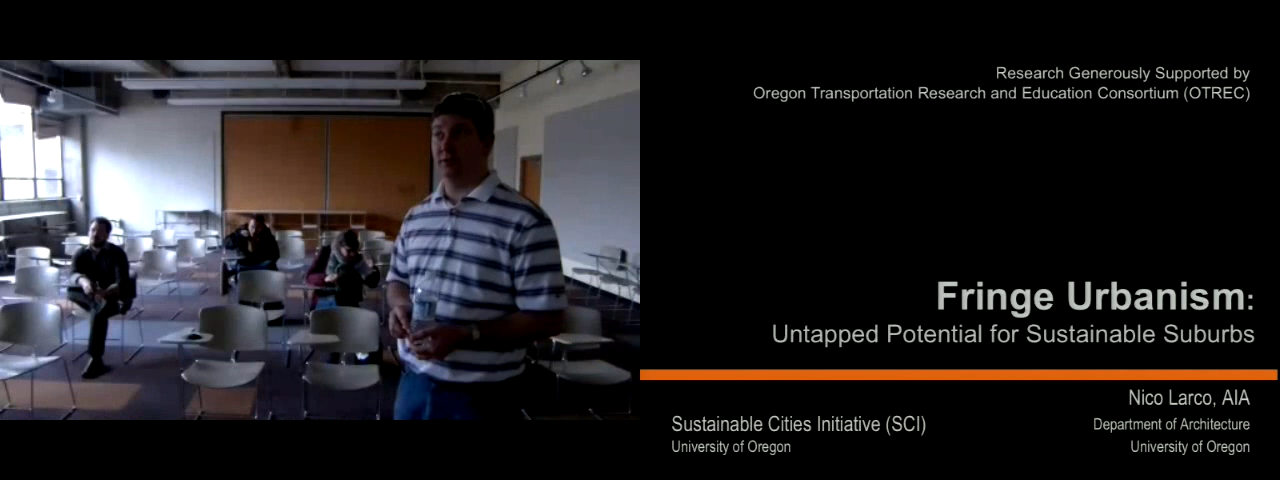 Research Generously Supported by
Oregon Transportation Research and Education Consortium (OTREC)
Fringe Urbanism:
Untapped Potential for Sustainable Suburbs
Nico Larco, AIA
Sustainable Cities Initiative (SCI)
Department of Architecture
University of Oregon
University of Oregon